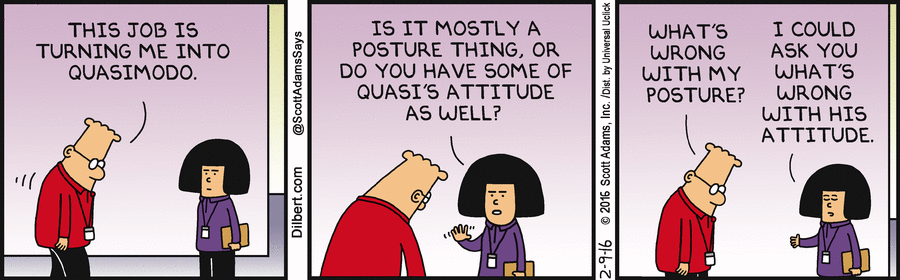 THIS JOB IS
TURNING ME INTO
QUASIMODO.
Dilbert.com @ScottAdamsSays
IS IT MOSTLY A
POSTURE THING, OR
DO YOU HAVE SOME OF
QUASI'S ATTITUDE
AS WELL?
2-9-16 © 2016 Scott Adams, Inc. /Dist. by Universal Uclick
WHAT'S
WRONG
WITH MY
POSTURE?
I COULD
ASK YOU
WHAT'S
WRONG
WITH HIS
ATTITUDE.